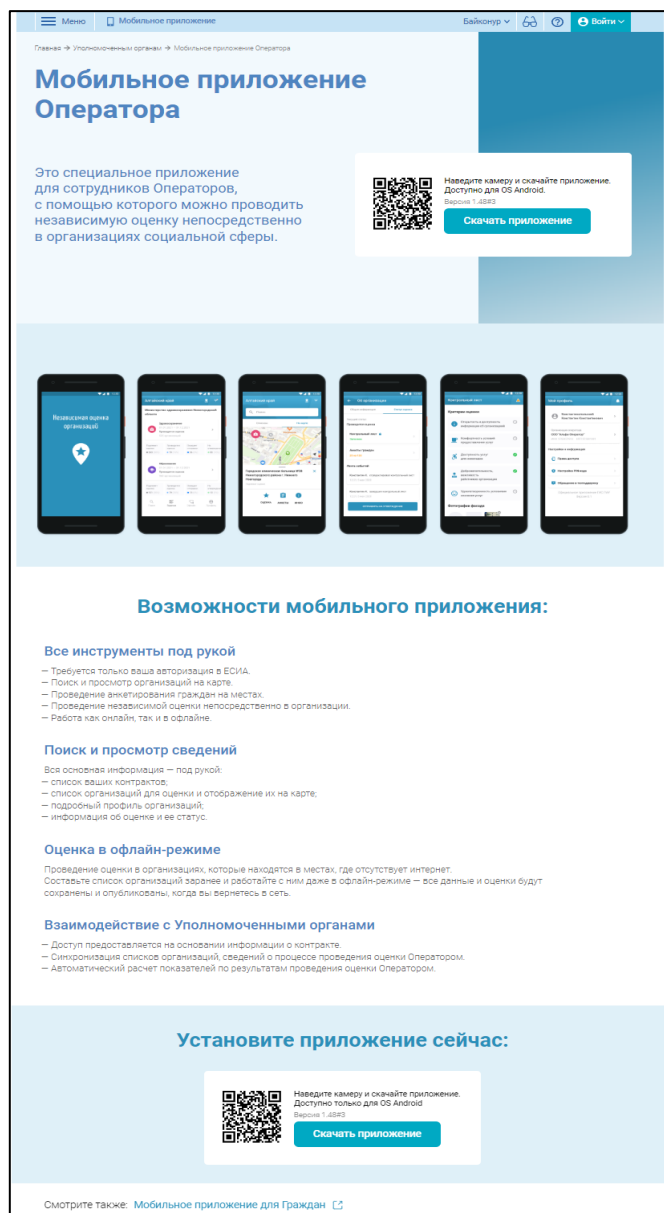 Меню
Мобильное приложение
Байконур
Войти
Главная → Уполномоченным органам → Мобильное приложение Оператора
Мобильное приложение
Оператора
Это специальное приложение
для сотрудников Операторов,
с помощью которого можно проводить
независимую оценку непосредственно
в организациях социальной сферы.
Наведите камеру и скачайте приложение.
Доступно для OS Android.
Версия 1.48#3
Скачать приложение
Независимая оценка
организаций
Возможности мобильного приложения:
Все инструменты под рукой
— Требуется только ваша авторизация в ЕСИА.
— Поиск и просмотр организаций на карте.
— Проведение анкетирования граждан на местах.
— Проведение независимой оценки непосредственно в организации.
— Работа как онлайн, так и в офлайне.
Поиск и просмотр сведений
Вся основная информация — под рукой:
— список ваших контрактов;
— список организаций для оценки и отображение их на карте;
— подробный профиль организаций;
— информация об оценке и ее статус.
Оценка в офлайн-режиме
Проведение оценки в организациях, которые находятся в местах, где отсутствует интернет.
Составьте список организаций заранее и работайте с ним даже в офлайн-режиме — все данные и оценки будут
сохранены и опубликованы, когда вы вернетесь в сеть.
Взаимодействие с Уполномоченными органами
— Доступ предоставляется на основании информации о контракте.
— Синхронизация списков организаций, сведений о процессе проведения оценки Оператором.
— Автоматический расчет показателей по результатам проведения оценки Оператором.
Установите приложение сейчас:
Наведите камеру и скачайте приложение.
Доступно только для OS Android
Версия 1.48#3
Скачать приложение
Смотрите также: Мобильное приложение для Граждан